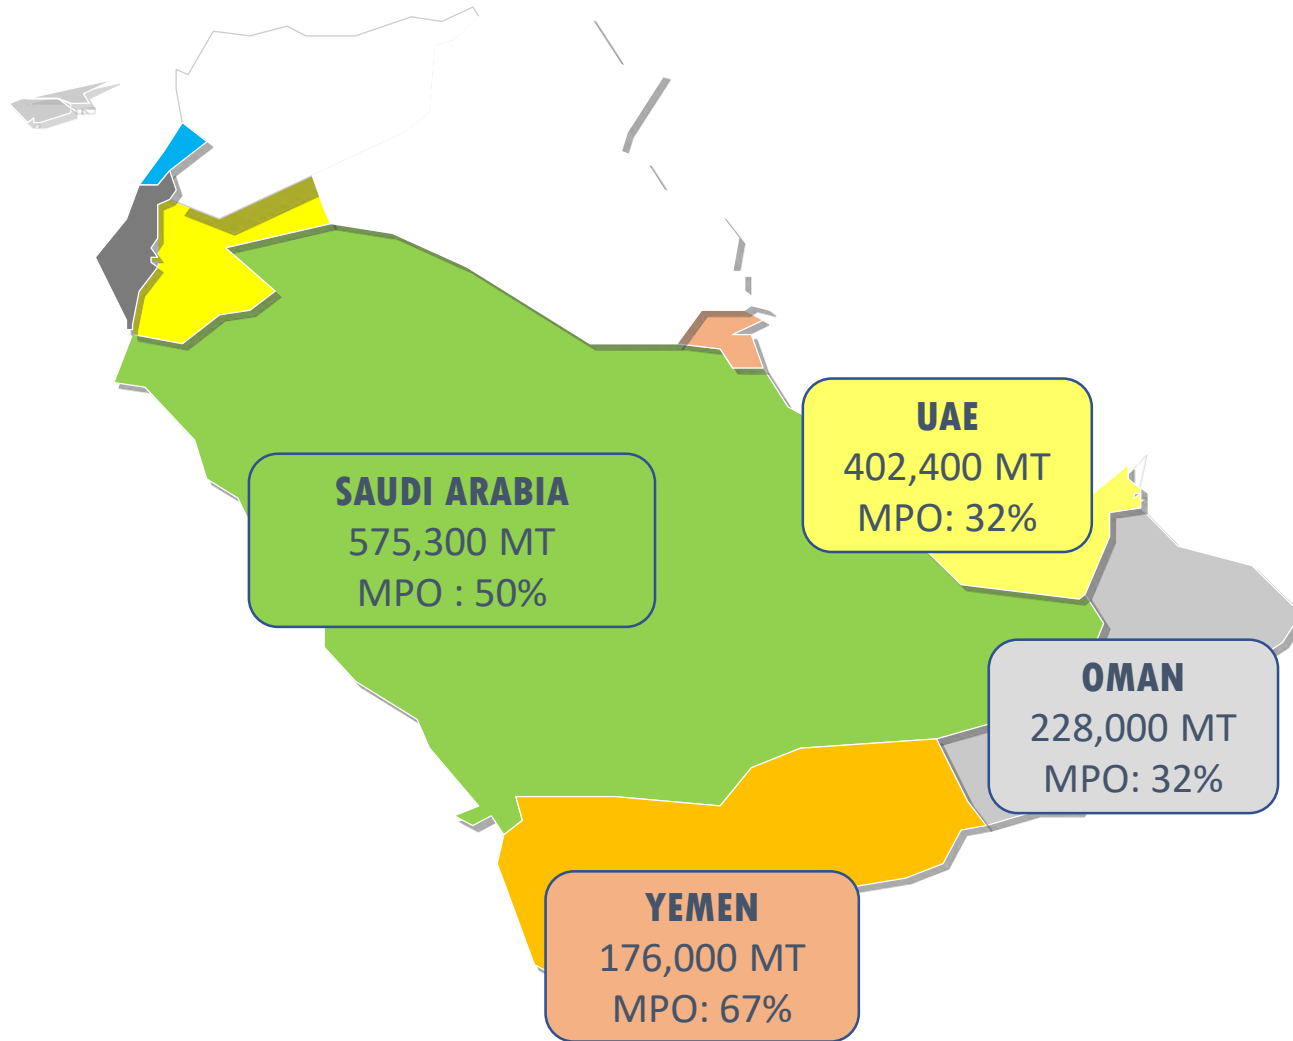 UAE
402,400 MT
MPO: 32%
SAUDI ARABIA
575,300 MT
MPO : 50%
OMAN
228,000 MT
MPO: 32%
YEMEN
176,000 MT
MPO: 67%